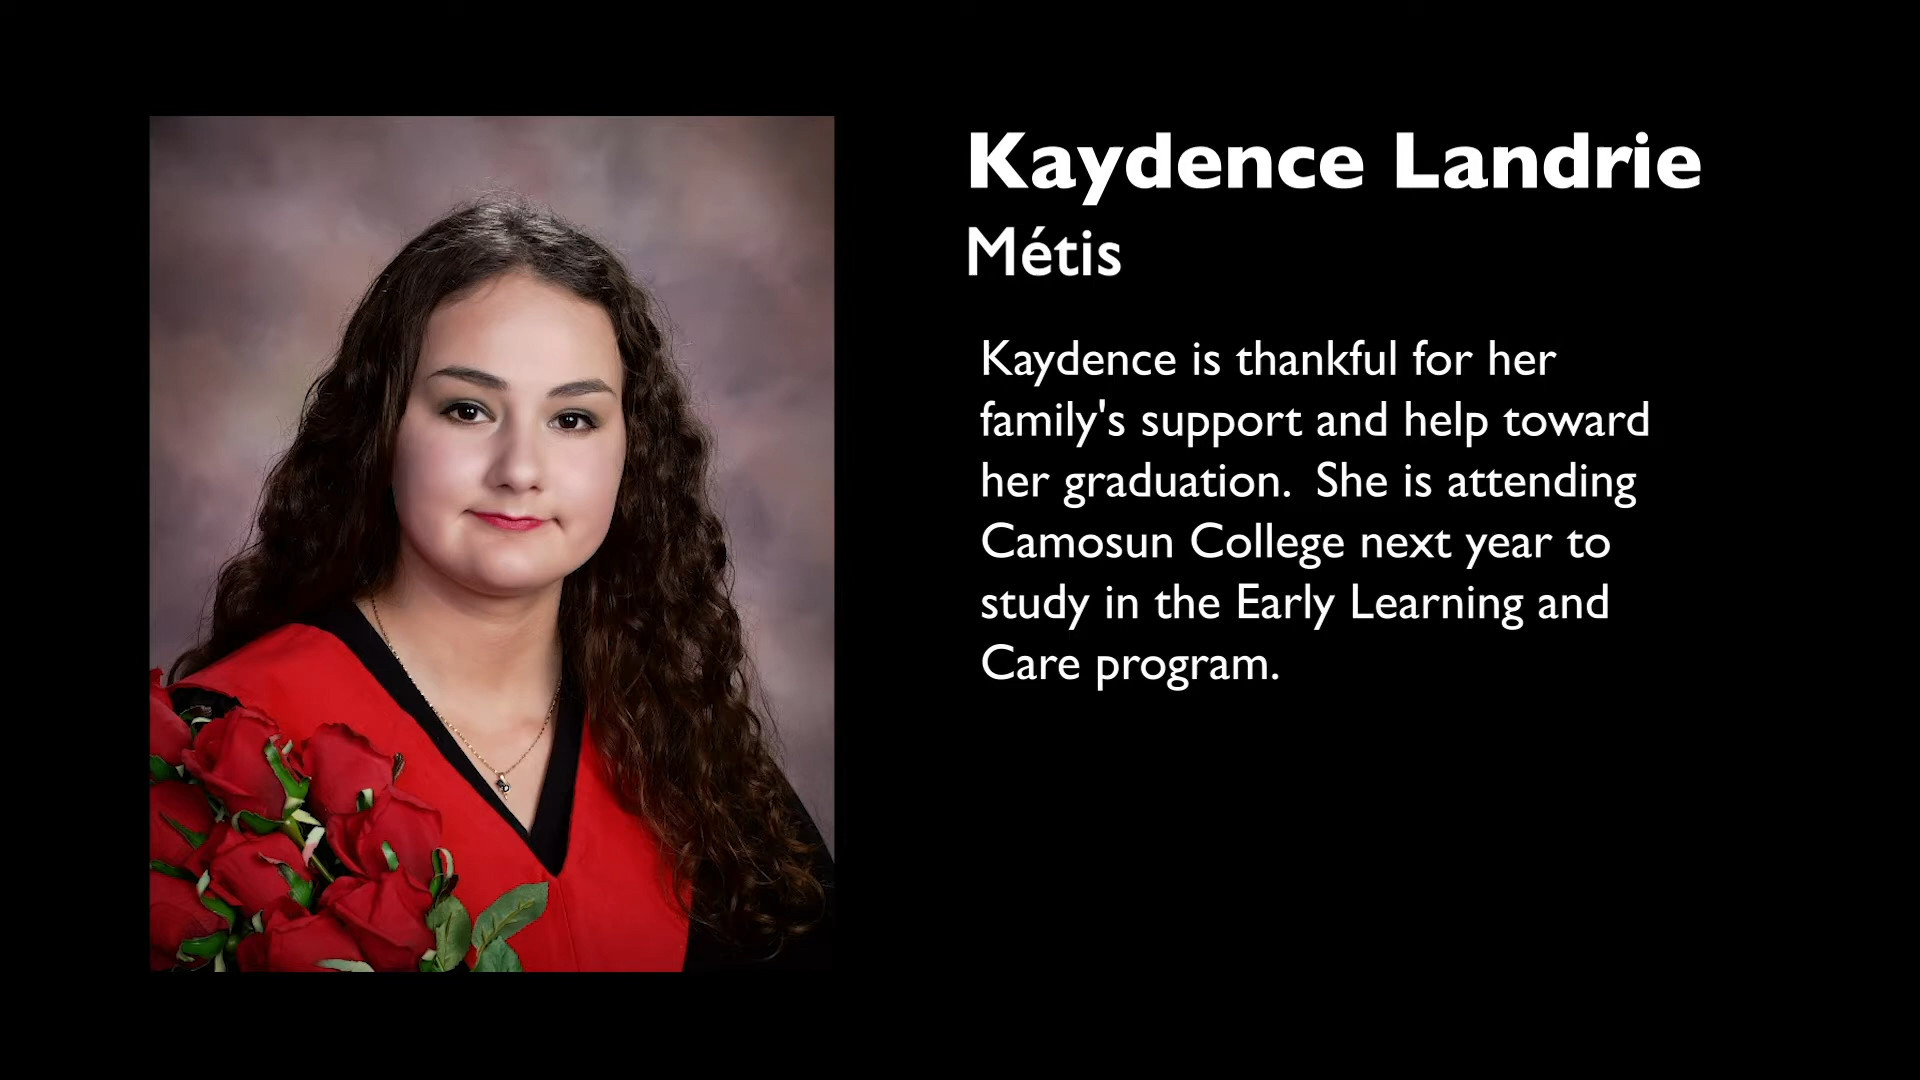 Kaydence Landrie
Métis
Kaydence is thankful for her
family's support and help toward
her graduation.  She is attending
Camosun College next year to
study in the Early Learning and
Care program.